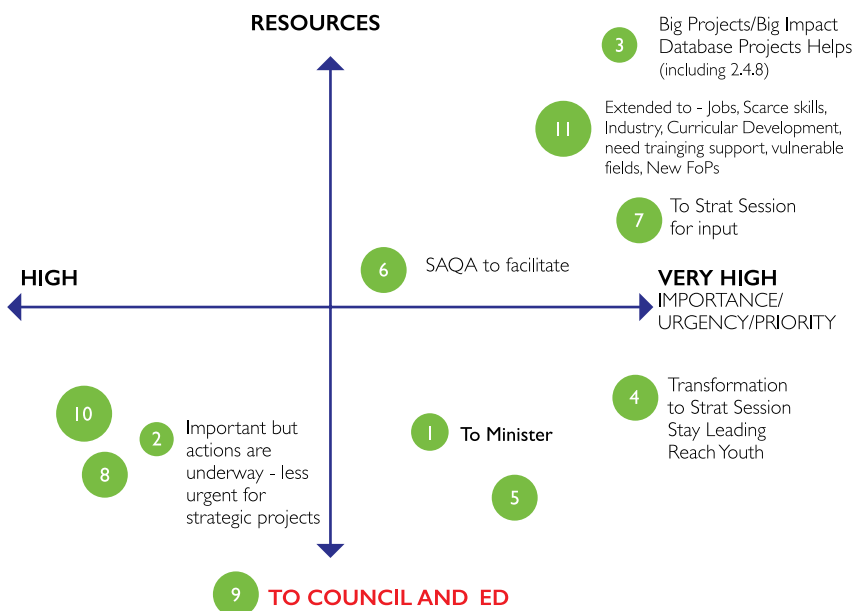 RESOURCES
3
Big Projects/Big Impact
Database Projects Helps
(including 2.4.8)
11
Extended to - Jobs, Scarce skills,
Industry, Curricular Development,
need trainging support, vulnerable
fields, New FoPs
7
To Strat Session
for input
6
SAQA to facilitate
HIGH
VERY HIGH
IMPORTANCE/
URGENCY/PRIORITY
4
Transformation
to Strat Session
Stay Leading
Reach Youth
10
2
8
Important but
actions are
underway - less
urgent for
strategic projects
1
To Minister
5
9
TO COUNCIL AND ED